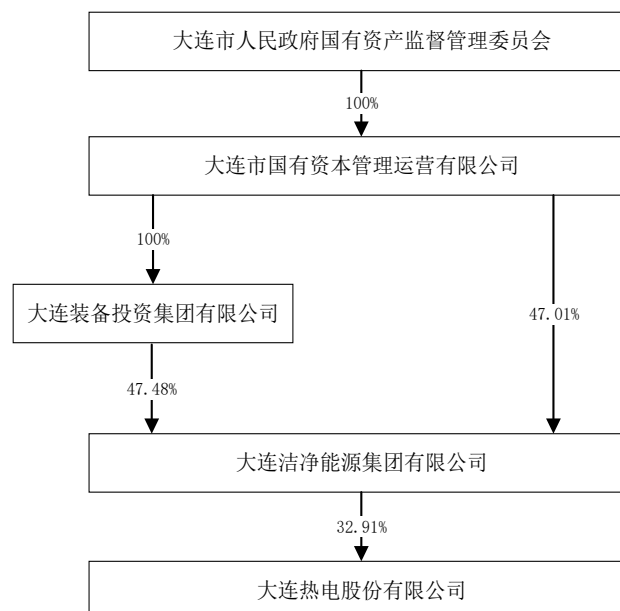 大连市人民政府国有资产监督管理委员会
100%
大连市国有资本管理运营有限公司
100%
大连装备投资集团有限公司
47.01%
47.48%
大连洁净能源集团有限公司
32.91%
大连热电股份有限公司